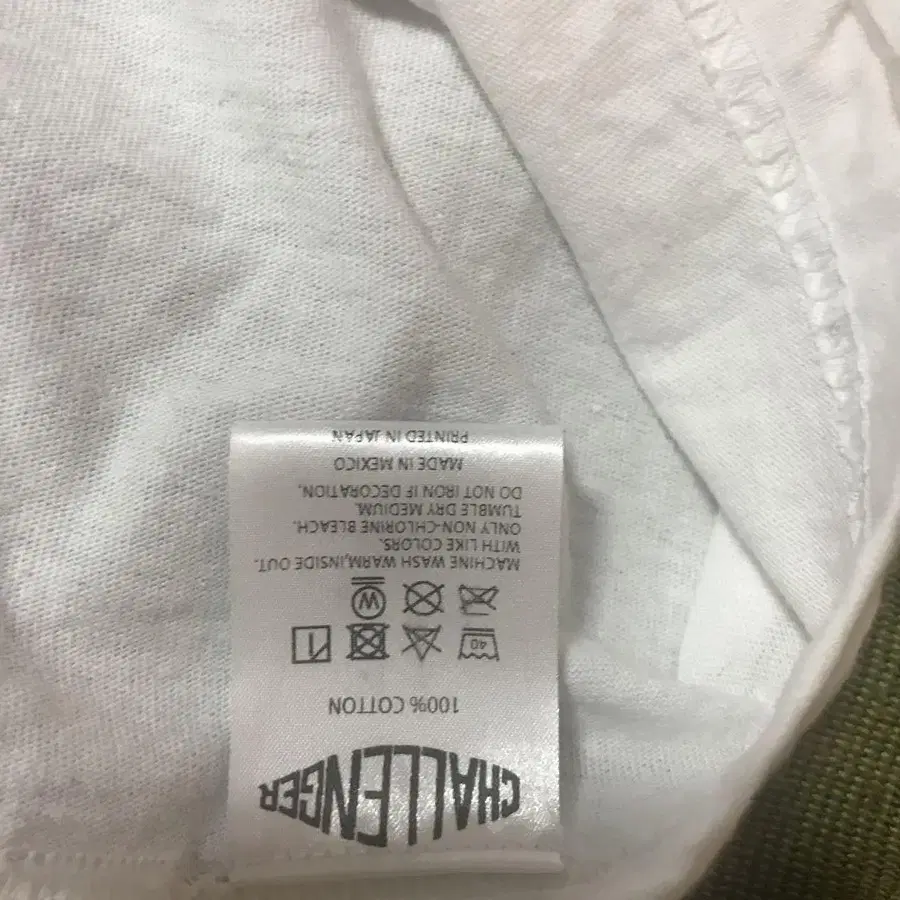 CHALLENGER
100% COTTON
40
W
MACHINE WASH WARM,INSIDE OUT.
WITH LIKE COLORS.
ONLY NON-CHLORINE BLEACH.
TUMBLE DRY MEDIUM.
DO NOT IRON IF DECORATION.
MADE IN MEXICO
PRINTED IN JAPAN